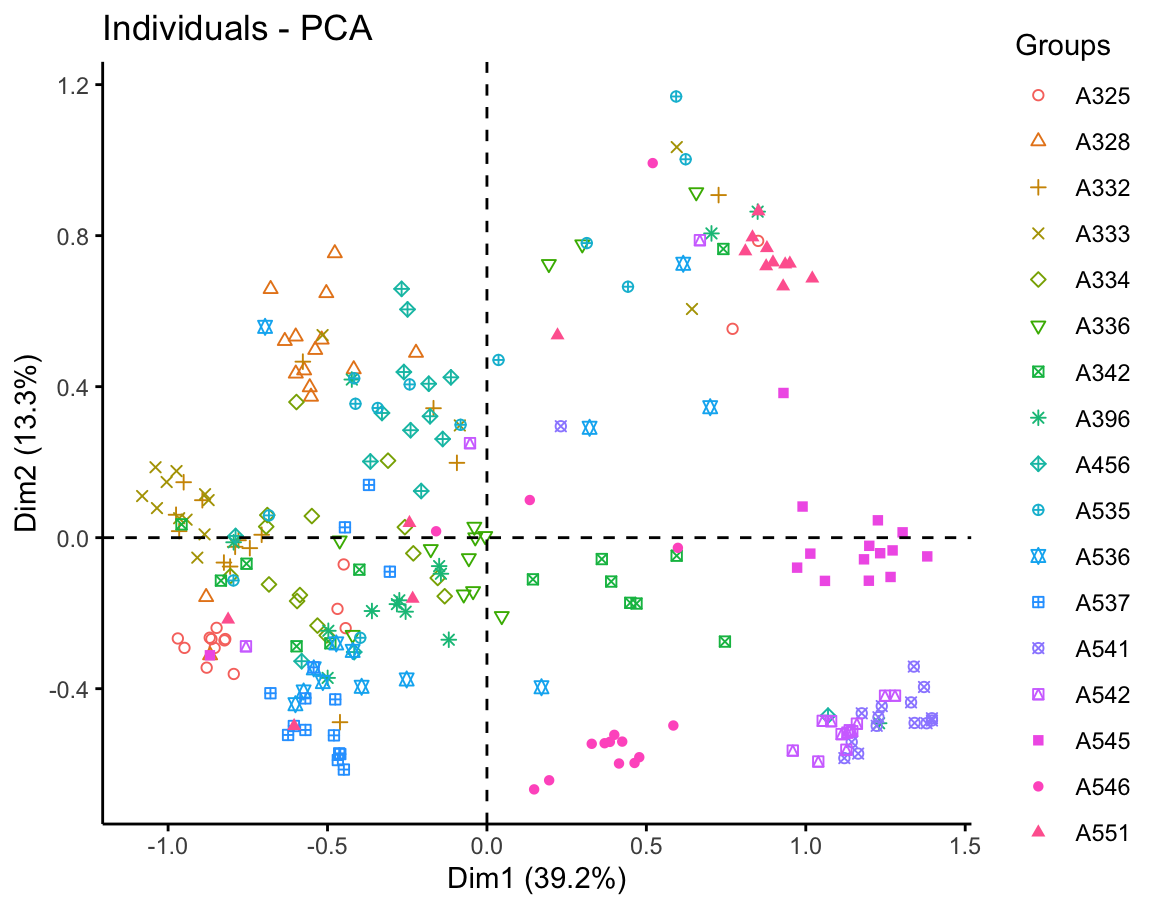 Individuals - PCA
Groups
A325
A328
A332
A333
A334
A336
A342
A396
A456
A535
A536
A537
A541
A542
A545
A546
A551
Dim2 (13.3%)
1.2
0.8
0.4
0.0
-0.4
-1.0 -0.5 0.0 0.5 1.0 1.5
Dim1 (39.2%)